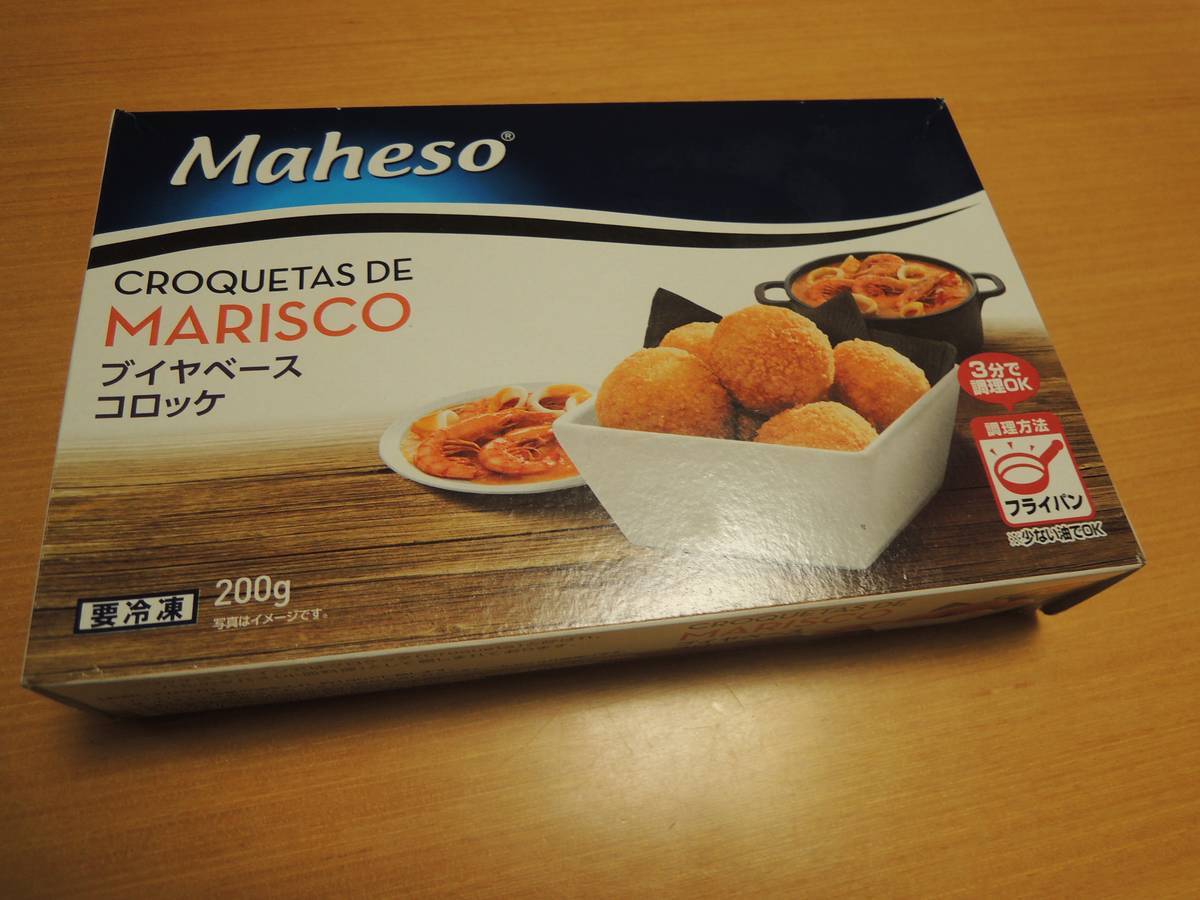 Maheso®
CROQUETAS DE
MARISCO
ブイヤベース
コロッケ
3分で
調理OK
調理方法
フライパン
※少ない油でOK
要冷凍
200g
写真はイメージです。
CROQUETAS DE